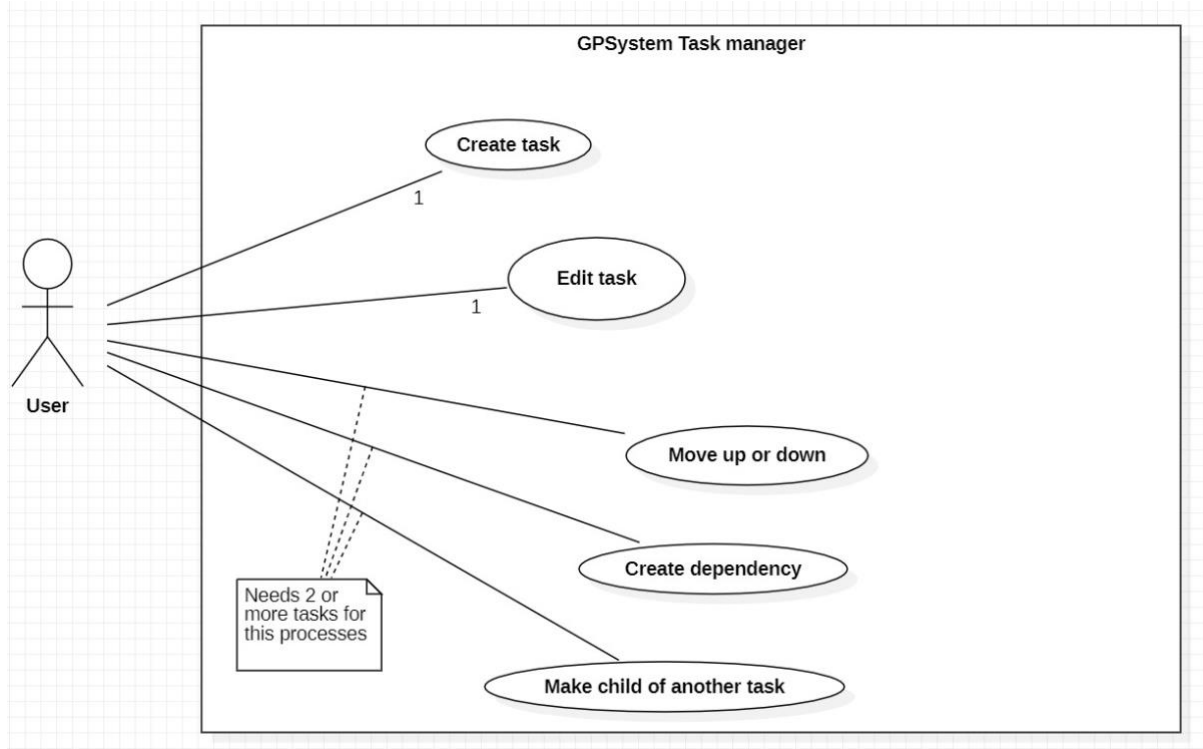 GPSystem Task manager
Create task
1
Edit task
1
User
Move up or down
Create dependency
Needs 2 or
more tasks for
this processes
Make child of another task